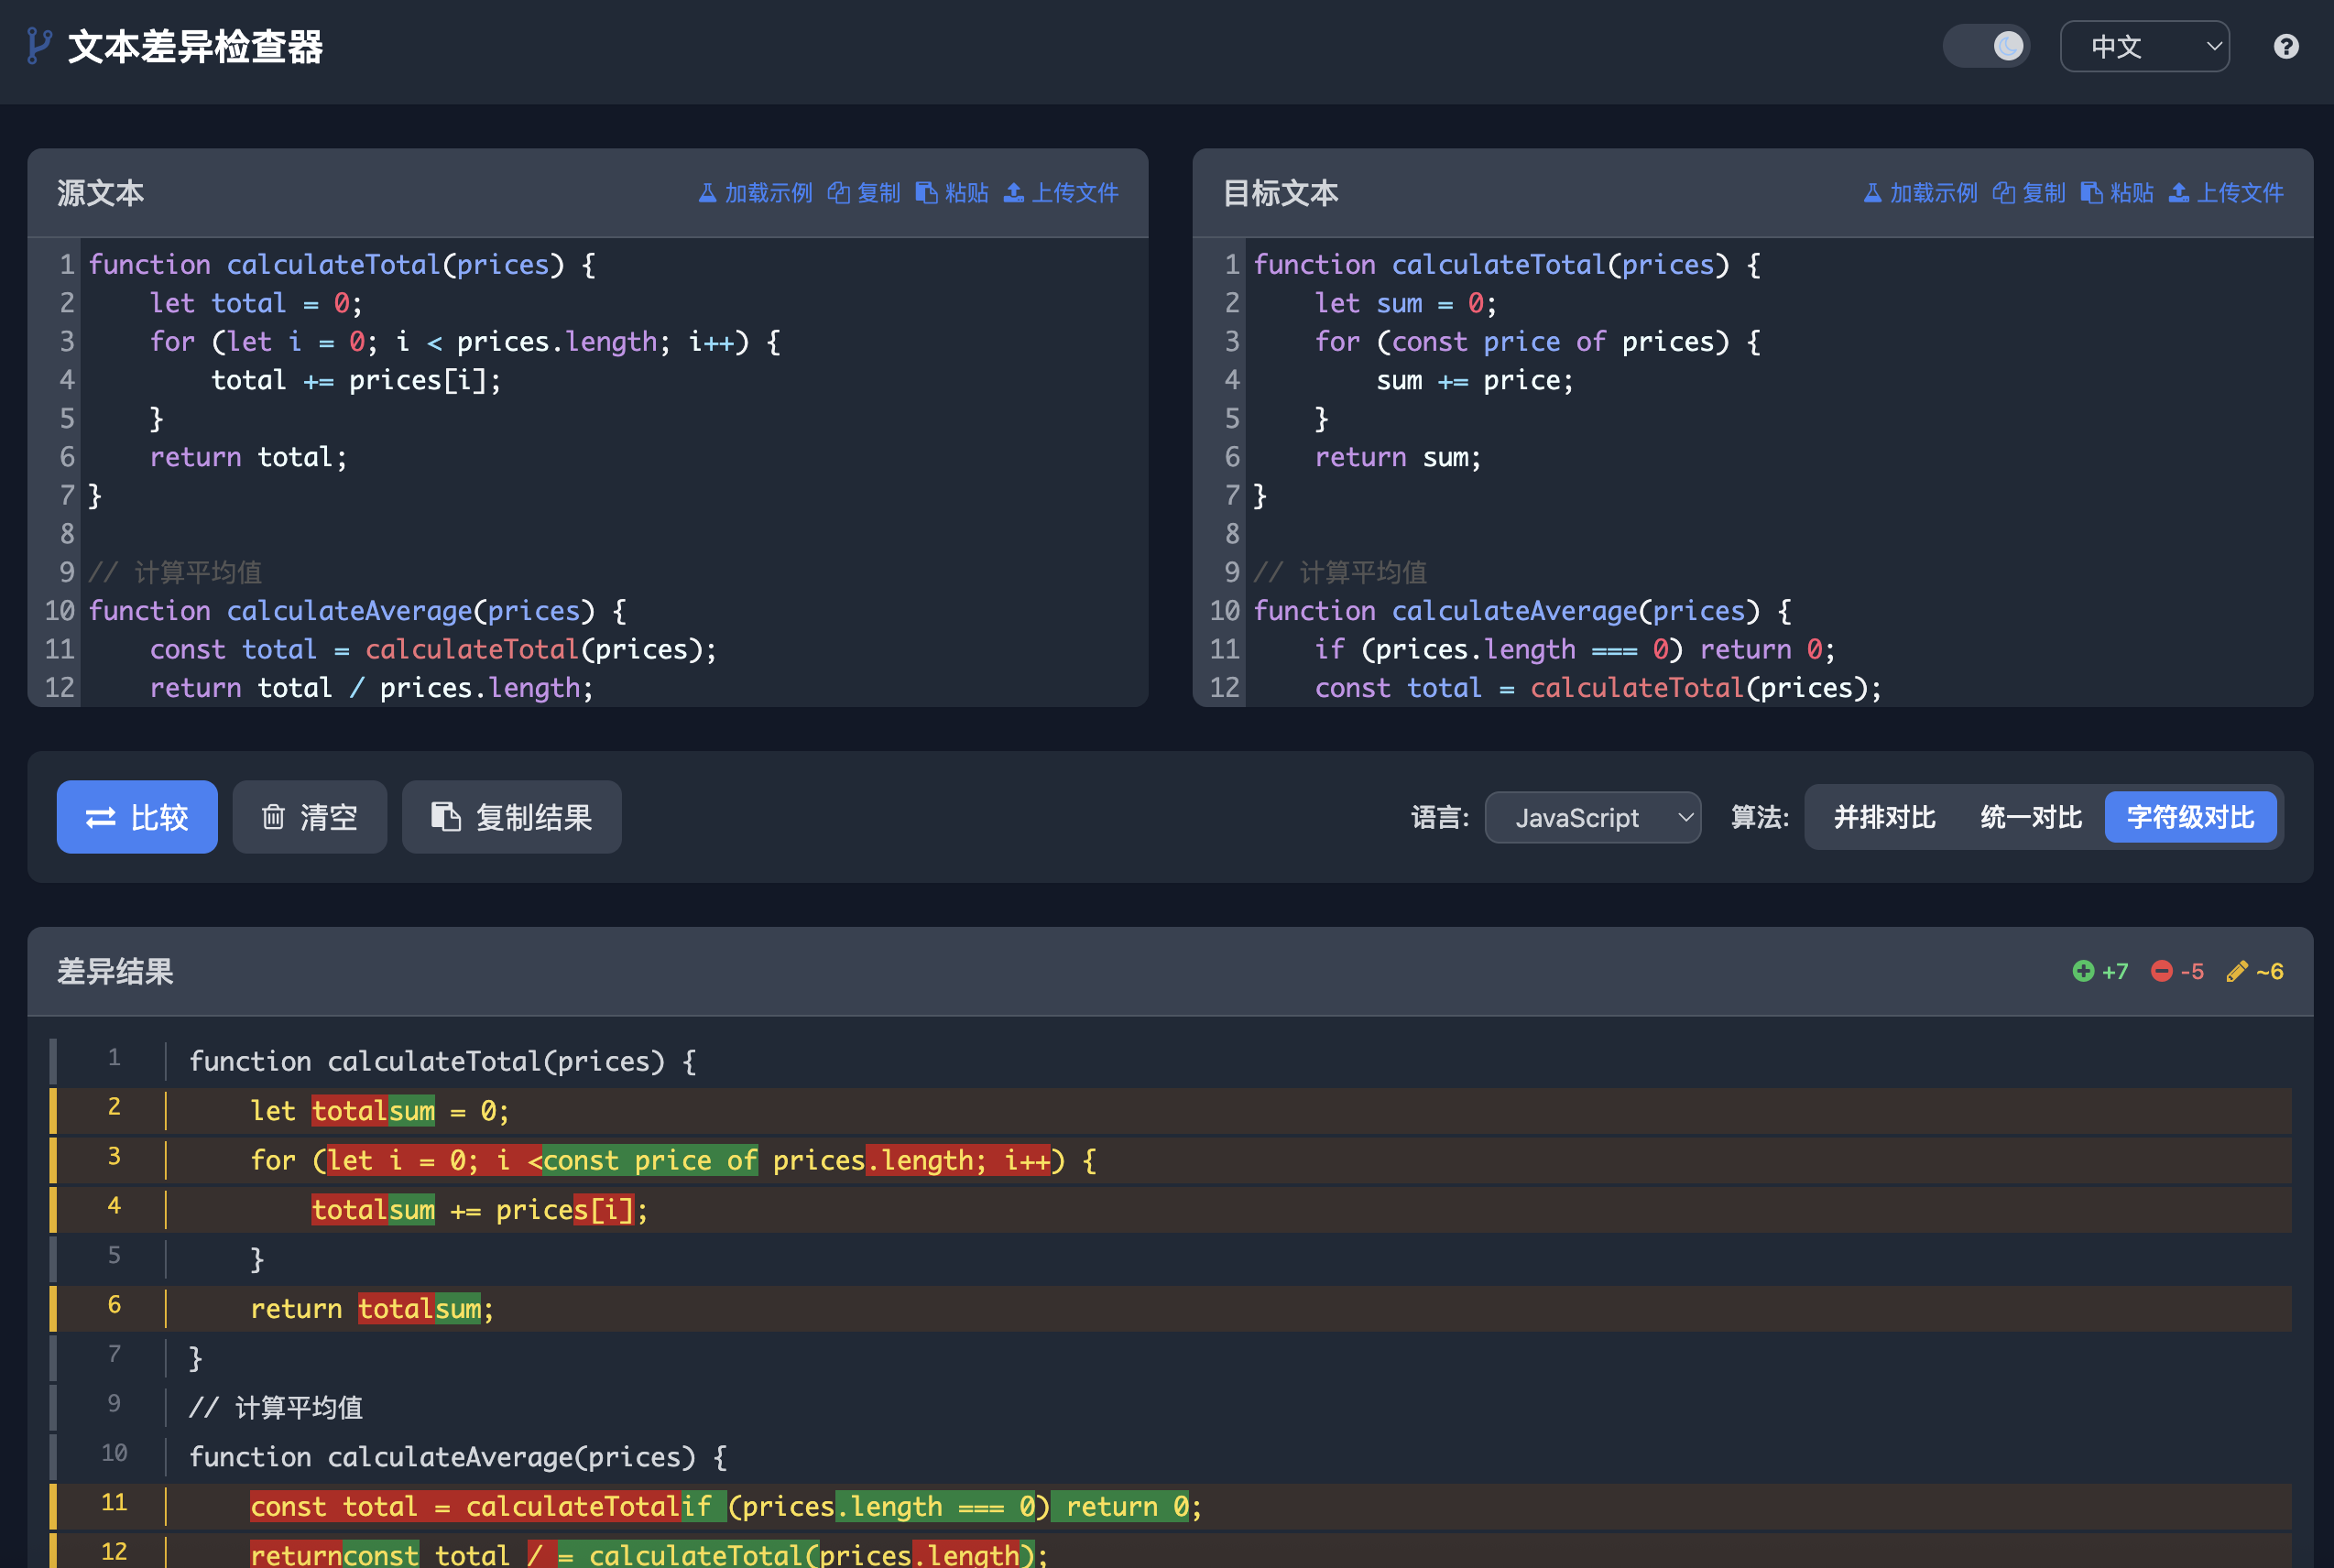 文本差异检查器
中文
源文本 加载示例 复制 粘贴 上传文件
1 function calculateTotal(prices) {
2     let total = 0;
3     for (let i = 0; i < prices.length; i++) {
4         total += prices[i];
5     }
6     return total;
7 }
8
9 // 计算平均值
10 function calculateAverage(prices) {
11     const total = calculateTotal(prices);
12     return total / prices.length;
目标文本 加载示例 复制 粘贴 上传文件
1 function calculateTotal(prices) {
2     let sum = 0;
3     for (const price of prices) {
4         sum += price;
5     }
6     return sum;
7 }
8
9 // 计算平均值
10 function calculateAverage(prices) {
11     if (prices.length === 0) return 0;
12     const total = calculateTotal(prices);
比较 清空 复制结果 语言: JavaScript 算法: 并排对比 统一对比 字符级对比
差异结果 +7 -5 ~6
1 function calculateTotal(prices) {
2     let totalsum = 0;
3     for (let i = 0; i <const price of prices.length; i++) {
4         totalsum += prices[i];
5     }
6     return totalsum;
7 }
9 // 计算平均值
10 function calculateAverage(prices) {
11     const total = calculateTotalif (prices.length === 0) return 0;
12     returnconst total / = calculateTotal(prices.length);